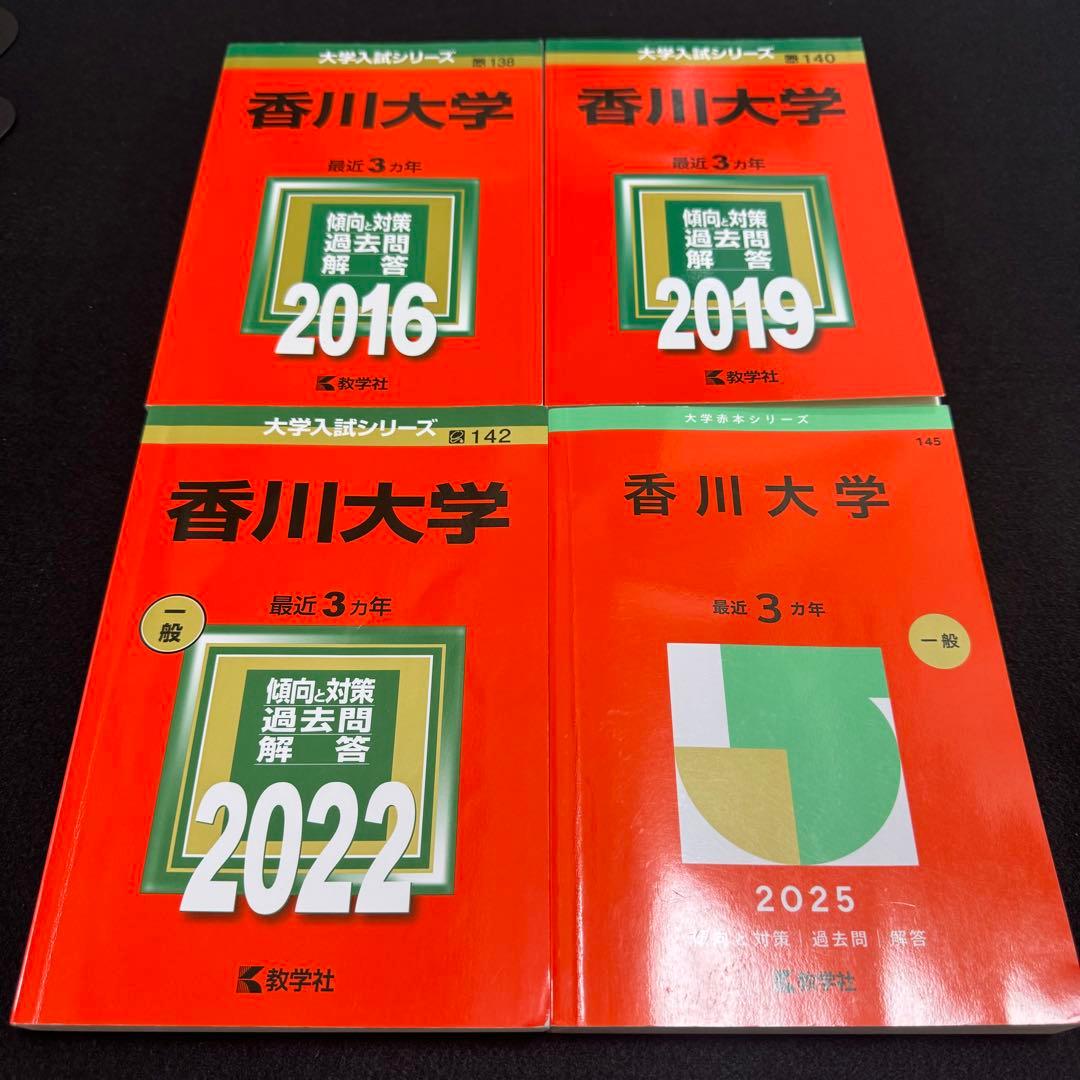 大学入試シリーズ
138
香川大学
最近3カ年
傾向と対策
過去問
解答
2016
教学社
大学入試シリーズ
140
香川大学
最近3カ年
傾向と対策
過去問
解答
2019
教学社
大学入試シリーズ
142
香川大学
最近3カ年
一般
傾向と対策
過去問
解答
2022
教学社
大学赤本シリーズ
145
香川大学
最近3カ年
一般
2025
傾向と対策|過去問|解答
教学社